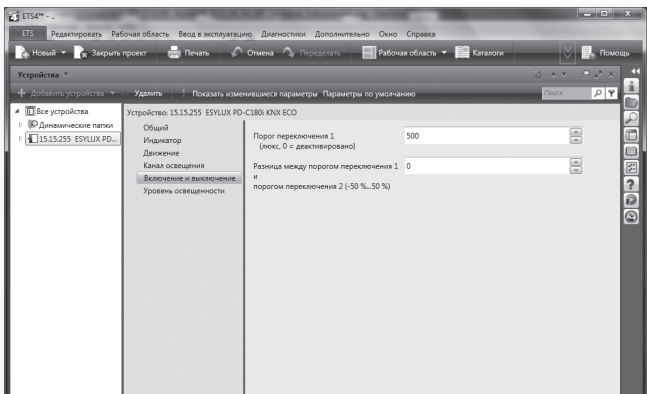 ETS4™ - ..
ETS Редактировать Рабочая область Ввод в эксплуатацию Диагностики Дополнительно Окно Справка
Новый Закрыть проект Печать Отмена Переделать Рабочая область Каталоги Помощь
Устройства
Добавить устройства Удалить Показать изменившиеся параметры Параметры по умолчанию Поиск
Все устройства
Динамические папки
15.15.255 ESYLUX PD...
Устройство: 15.15.255 ESYLUX PD-C180i KNX ECO
Общий
Индикатор
Движение
Канал освещения
Включение и выключение
Уровень освещенности
Порог переключения 1
(люкс, 0 = деактивировано)
500
Разница между порогом переключения 1
и
порогом переключения 2 (-50 %...50 %)
0